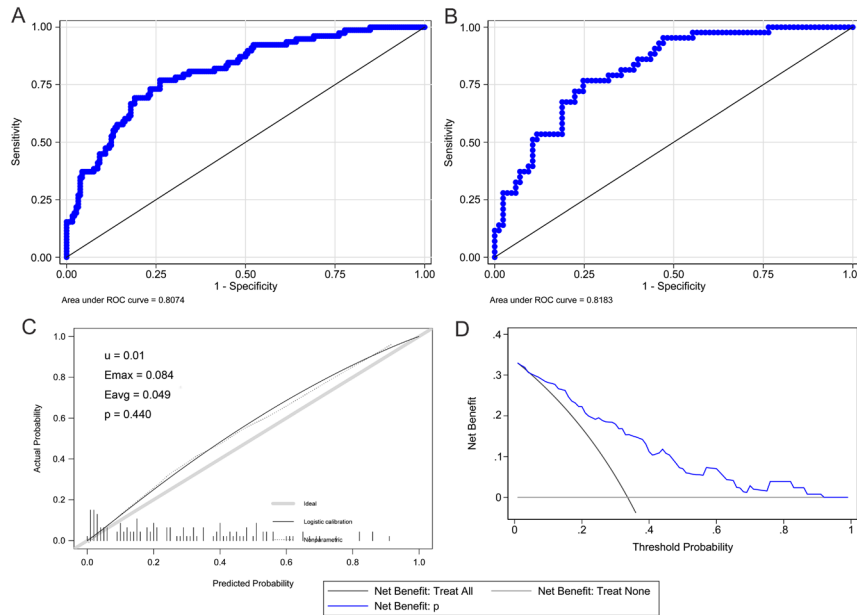 A
1.00
0.75
0.50
0.25
0.00
Sensitivity
0.00
0.25
0.50
0.75
1.00
1 - Specificity
Area under ROC curve = 0.8074
B
1.00
0.75
0.50
0.25
0.00
Sensitivity
0.00
0.25
0.50
0.75
1.00
1 - Specificity
Area under ROC curve = 0.8183
C
u = 0.01
Emax = 0.084
Eavg = 0.049
p = 0.440
1.0
0.8
0.6
0.4
0.2
0.0
Actual Probability
Ideal
Logistic calibration
Nonparametric
0.0
0.2
0.4
0.6
0.8
1.0
Predicted Probability
D
.4
.3
.2
.1
0
Net Benefit
0
.2
.4
.6
.8
1
Threshold Probability
Net Benefit: Treat All
Net Benefit: Treat None
Net Benefit: p